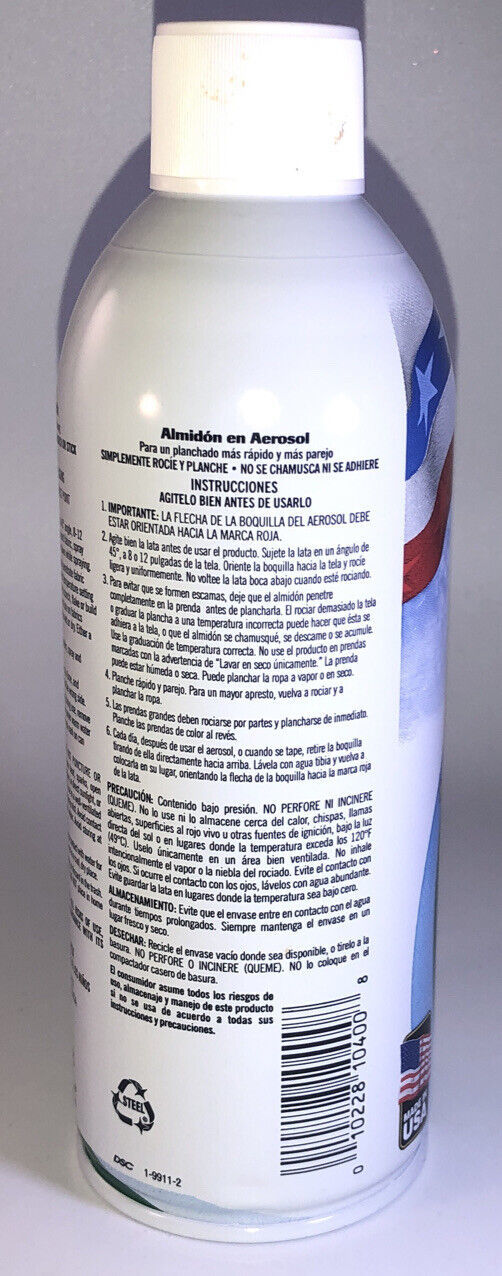 Almidón en Aerosol
Para un planchado más rápido y más parejo
SIMPLEMENTE ROCÍE Y PLANCHE • NO SE CHAMUSCA NI SE ADHIERE
INSTRUCCIONES
AGITELO BIEN ANTES DE USARLO
1. IMPORTANTE: LA FLECHA DE LA BOQUILLA DEL AEROSOL DEBE
ESTAR ORIENTADA HACIA LA MARCA ROJA.
2. Agite bien la lata antes de usar el producto. Sujete la lata en un ángulo de
45°, a 8 o 12 pulgadas de la tela. Oriente la boquilla hacia la tela y rocíe
ligera y uniformemente. No voltee la lata boca abajo cuando esté rociando.
3. Para evitar que se formen escamas, deje que el almidón penetre
completamente en la prenda antes de plancharla. El rociar demasiado la tela
o graduar la plancha a una temperatura incorrecta puede hacer que ésta se
adhiera a la tela, o que el almidón se chamusqué, se descame o se acumule.
Use la graduación de temperatura correcta. No use el producto en prendas
marcadas con la advertencia de "Lavar en seco únicamente." La prenda
puede estar húmeda o seca. Puede planchar la ropa a vapor o en seco.
4. Planche rápido y parejo. Para un mayor apresto, vuelva a rociar y a
planchar la ropa.
5. Las prendas grandes deben rociarse por partes y plancharse de inmediato.
Planche las prendas de color al revés.
6. Cada día, después de usar el aerosol, o cuando se tape, retire la boquilla
tirando de ella directamente hacia arriba. Lávela con agua tibia y vuelva a
colocarla en su lugar, orientando la flecha de la boquilla hacia la marca roja
de la lata.
PRECAUCIÓN: Contenido bajo presión. NO PERFORE NI INCINERE
(QUEME). No lo use ni lo almacene cerca del calor, chispas, llamas
abiertas, superficies al rojo vivo u otras fuentes de ignición, bajo la luz
directa del sol o en lugares donde la temperatura exceda los 120°F
(49°C). Uselo únicamente en un área bien ventilada. No inhale
intencionalmente el vapor o la niebla del rociado. Evite el contacto con
los ojos. Si ocurre el contacto con los ojos, lávelos con agua abundante.
Evite guardar la lata en lugares donde la temperatura sea bajo cero.
ALMACENAMIENTO: Evite que el envase entre en contacto con el agua
durante tiempos prolongados. Siempre mantenga el envase en un
lugar fresco y seco.
DESECHAR: Recicle el envase vacío donde sea disponible, o tírelo a la
basura. NO PERFORE O INCINERE (QUEME). NO lo coloque en el
compactador casero de basura.
El consumidor asume todos los riesgos de
uso, almacenaje y manejo de este producto
si no se usa de acuerdo a todas sus
instrucciones y precauciones.
STEEL
DSC 1-9911-2
0 10228 10400 8
MADE IN
USA